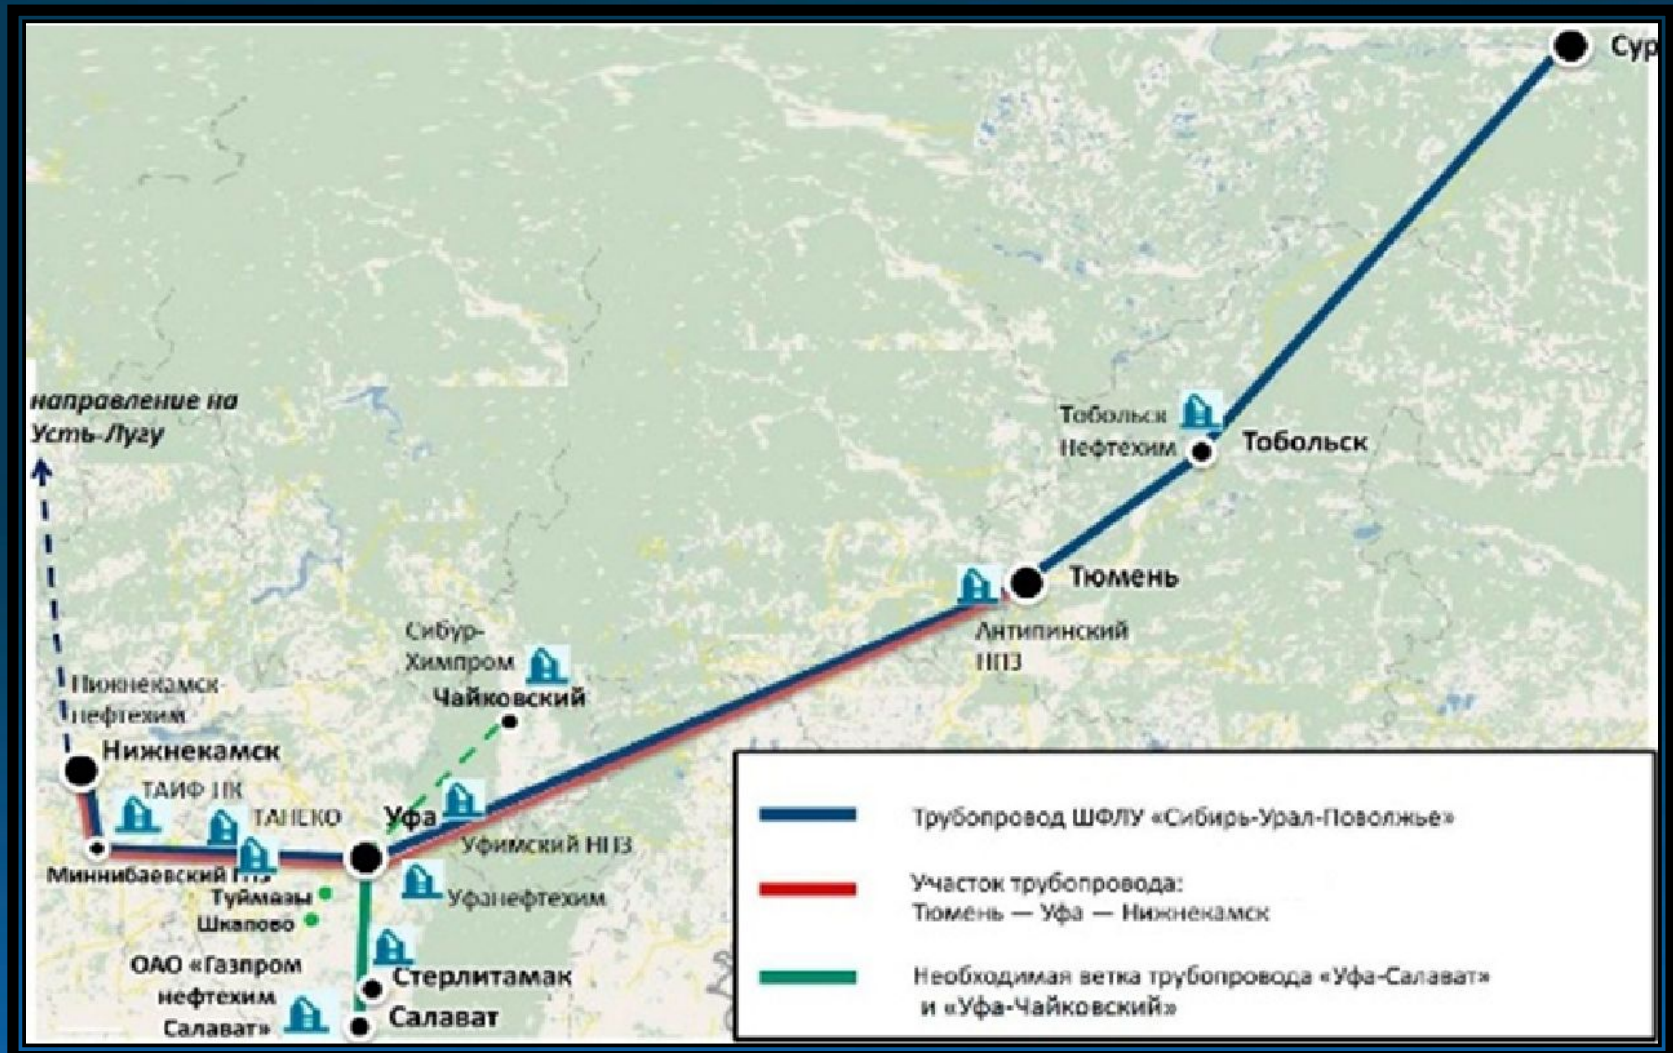 Сур
направление на
Усть-Лугу
Тобольск
Нефтехим
Тобольск
Тюмень
Антипинский
НПЗ
Сибур-
Химпром
Чайковский
Нижнекамск-
нефтехим
Нижнекамск
ТАИФ НК
ТАНЕКО
Уфа
Уфимский НПЗ
Миннибаевский ГПЗ
Туймазы
Шкапово
Уфанефтехим
ОАО «Газпром
нефтехим
Салават»
Стерлитамак
Салават
Трубопровод ШФЛУ «Сибирь-Урал-Поволжье»
Участок трубопровода:
Тюмень — Уфа — Нижнекамск
Необходимая ветка трубопровода «Уфа-Салават»
и «Уфа-Чайковский»